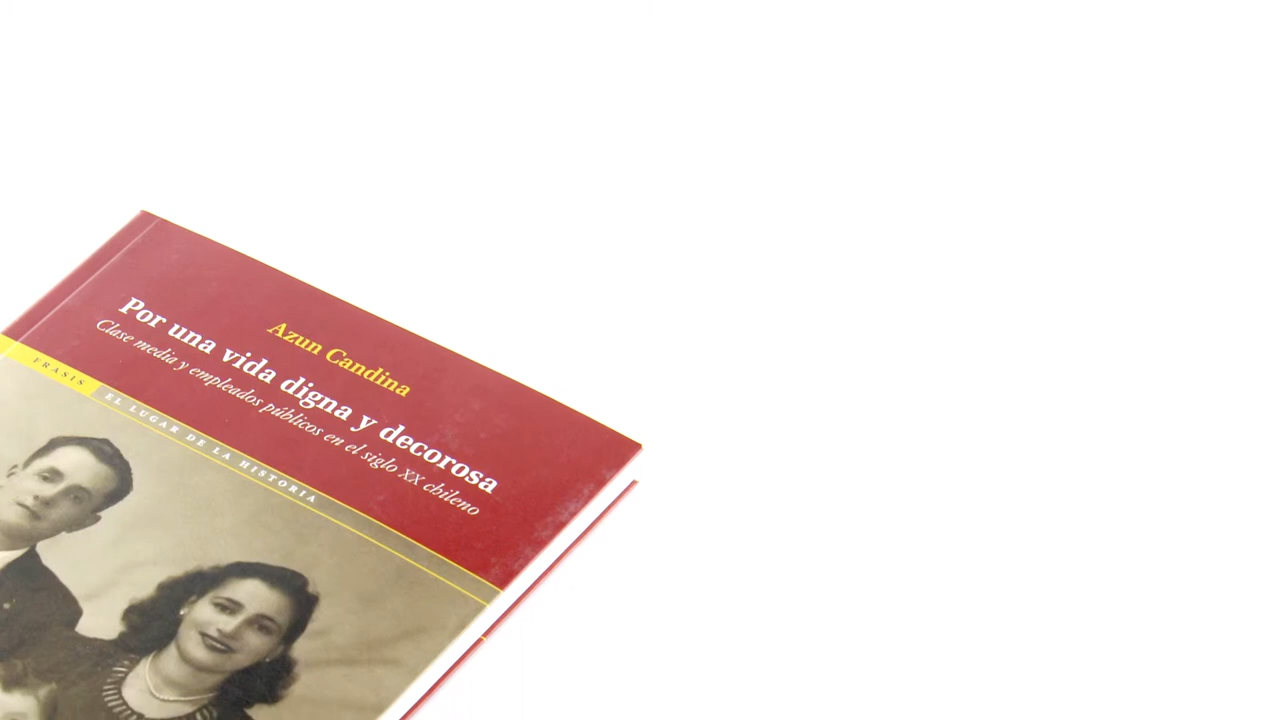 Azun Candina
Por una vida digna y decorosa
Clase media y empleados públicos en el siglo XX chileno
FRASIS
EL LUGAR DE LA HISTORIA